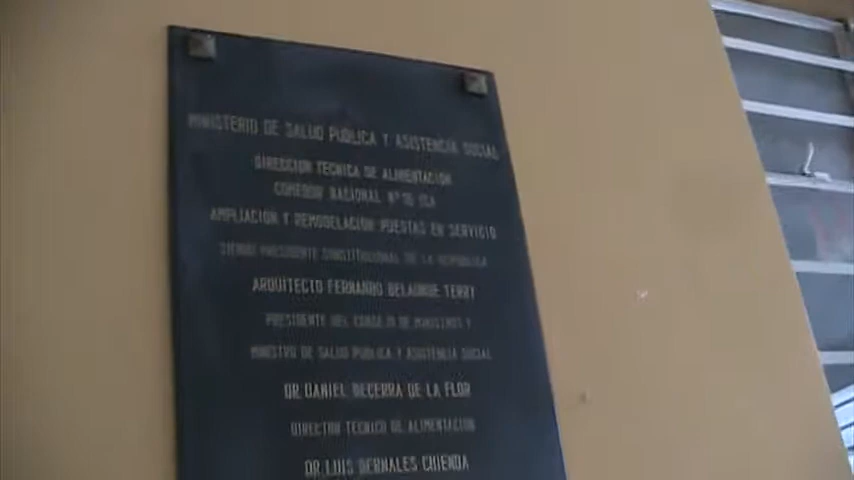 MINISTERIO DE SALUD PUBLICA Y ASISTENCIA SOCIAL
DIRECCION TECNICA DE ALIMENTACION
COMEDOR NACIONAL Nº ICA
AMPLIACION Y REMODELACION PUESTAS EN SERVICIO
SIENDO PRESIDENTE CONSTITUCIONAL DE LA REPUBLICA
ARQUITECTO FERNANDO BELAUNDE TERRY
PRESIDENTE DEL CONSEJO DE MINISTROS Y
MINISTRO DE SALUD PUBLICA Y ASISTENCIA SOCIAL
DR. DANIEL BECERRA DE LA FLOR
DIRECTOR TECNICO DE ALIMENTACION
DR. LUIS BERNALES